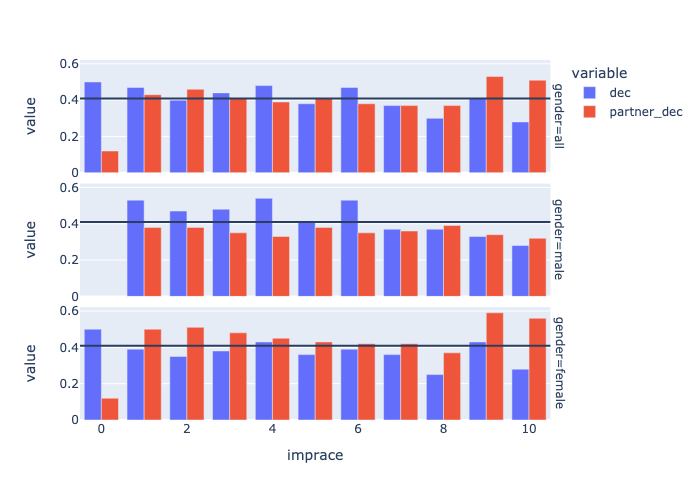 variable
dec
partner_dec
0.6
0.4
0.2
0
value
gender=all
0.6
0.4
0.2
0
value
gender=male
0.6
0.4
0.2
0
value
gender=female
0 2 4 6 8 10
imprace